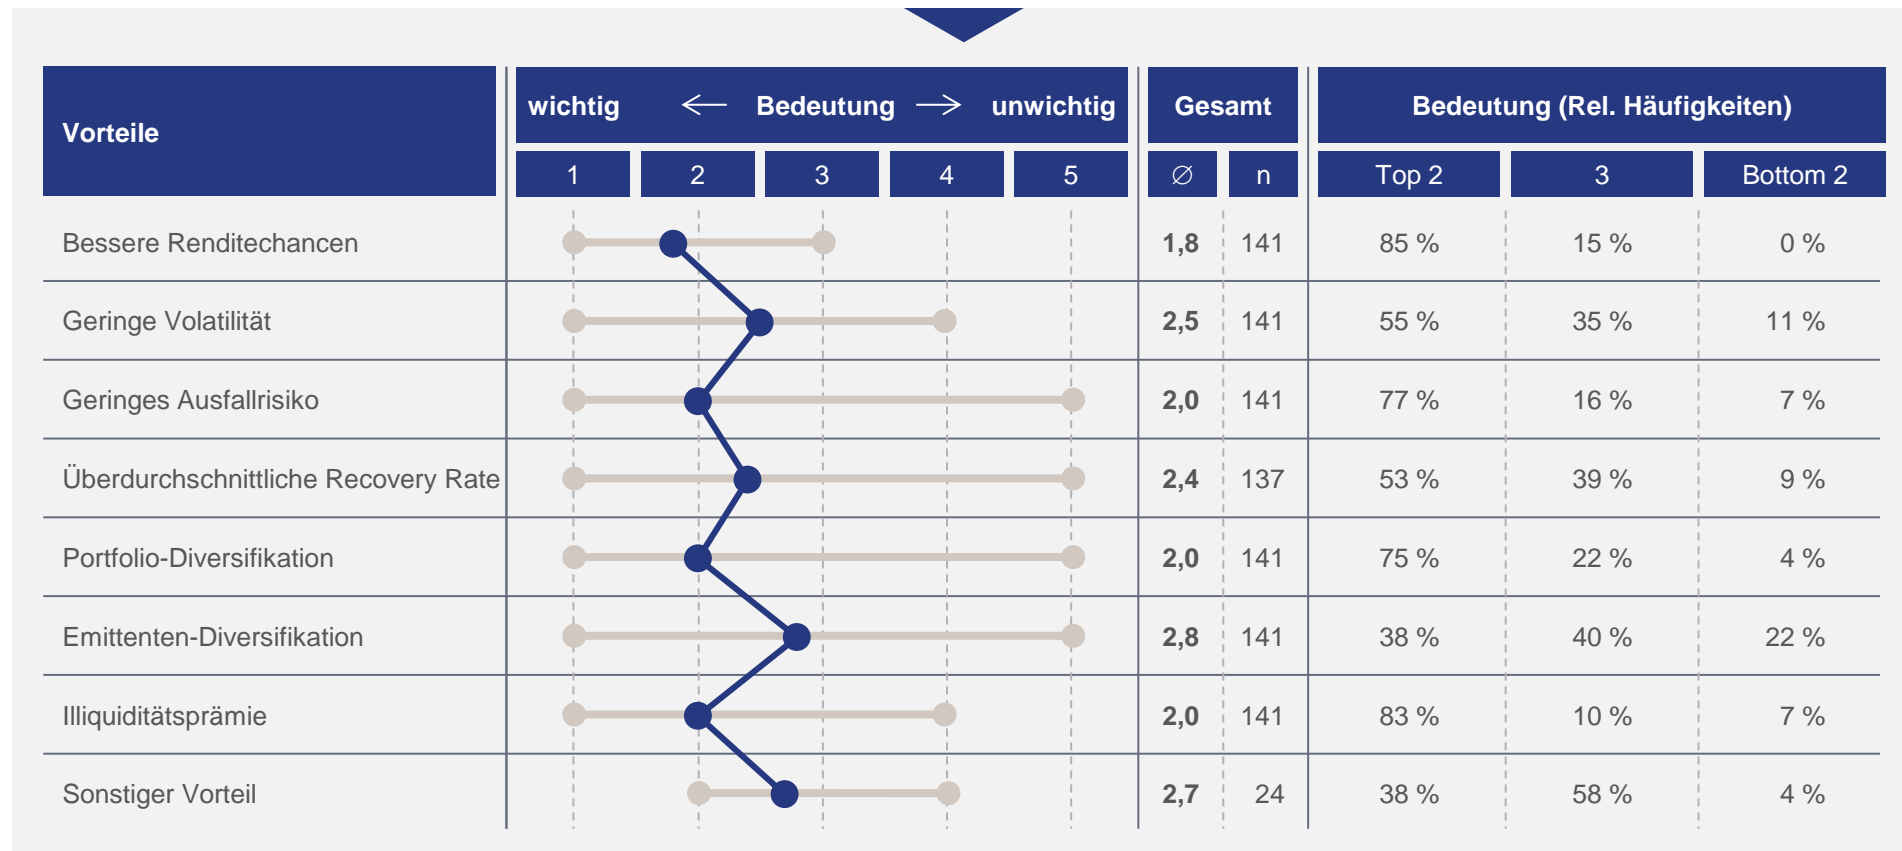 Vorteile
wichtig ← Bedeutung → unwichtig
Gesamt
Bedeutung (Rel. Häufigkeiten)
1 2 3 4 5 ∅ n Top 2 3 Bottom 2
Bessere Renditechancen 1,8 141 85 % 15 % 0 %
Geringe Volatilität 2,5 141 55 % 35 % 11 %
Geringes Ausfallrisiko 2,0 141 77 % 16 % 7 %
Überdurchschnittliche Recovery Rate 2,4 137 53 % 39 % 9 %
Portfolio-Diversifikation 2,0 141 75 % 22 % 4 %
Emittenten-Diversifikation 2,8 141 38 % 40 % 22 %
Illiquiditätsprämie 2,0 141 83 % 10 % 7 %
Sonstiger Vorteil 2,7 24 38 % 58 % 4 %